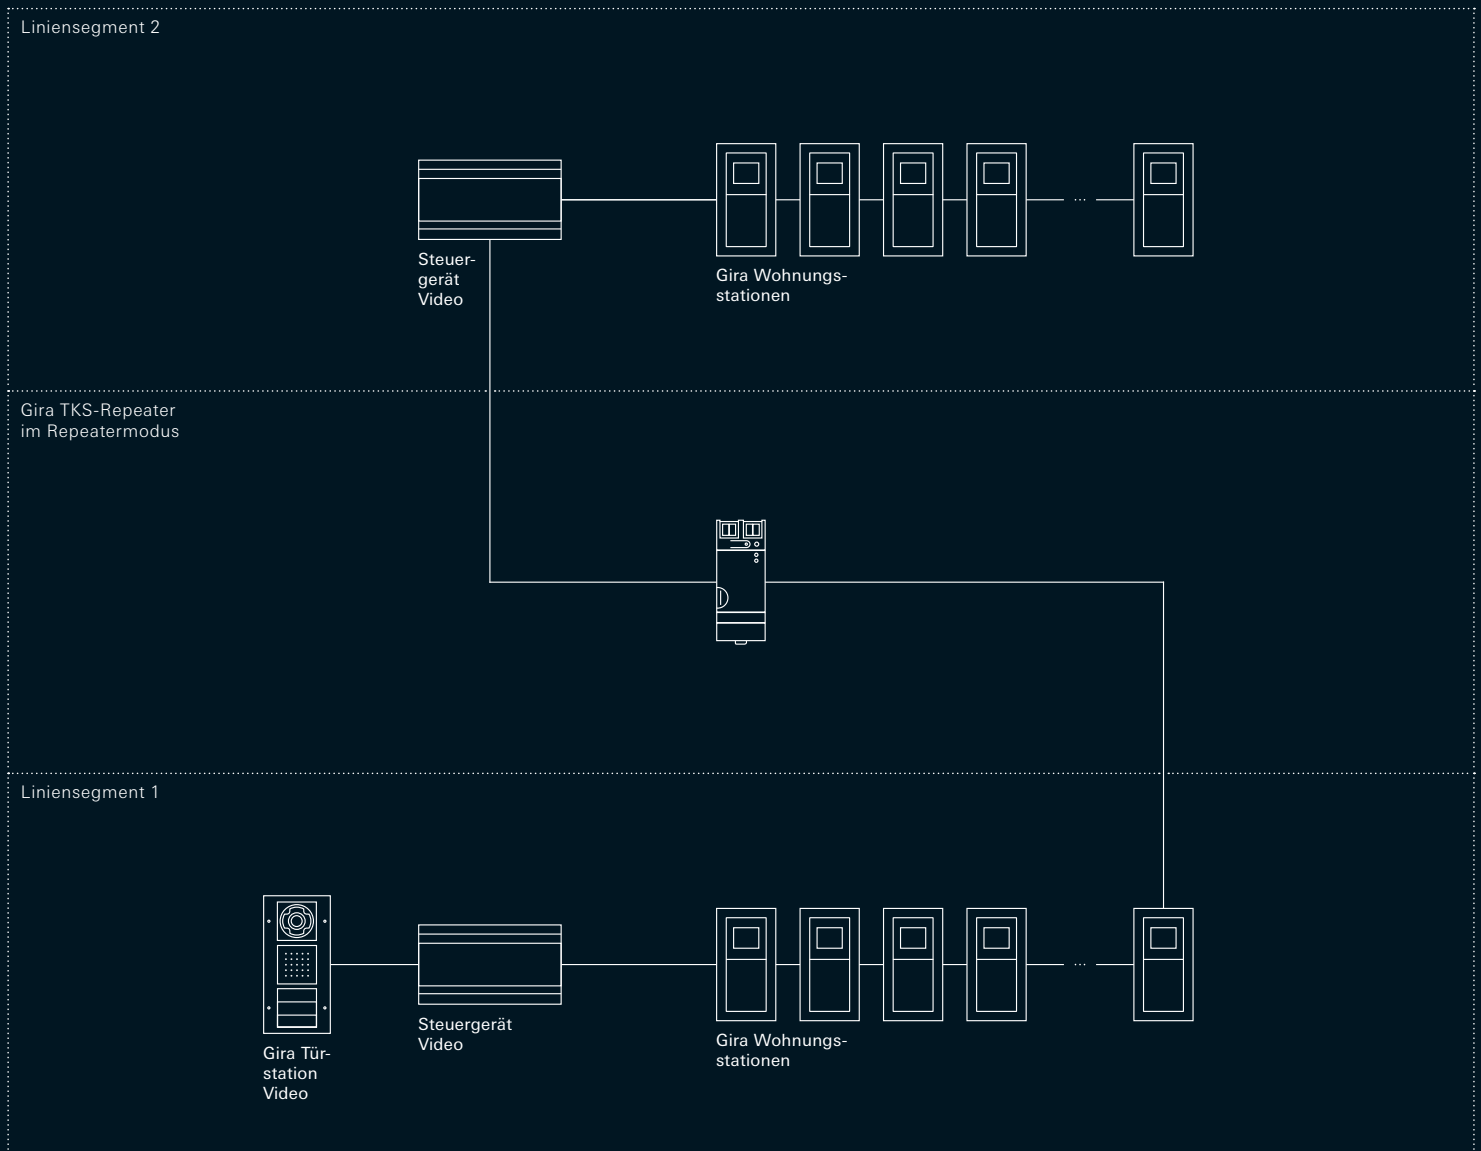 Liniensegment 2
...
Steuer-
gerät
Video
Gira Wohnungs-
stationen
Gira TKS-Repeater
im Repeatermodus
Liniensegment 1
...
Steuergerät
Video
Gira Wohnungs-
stationen
Gira Tür-
station
Video